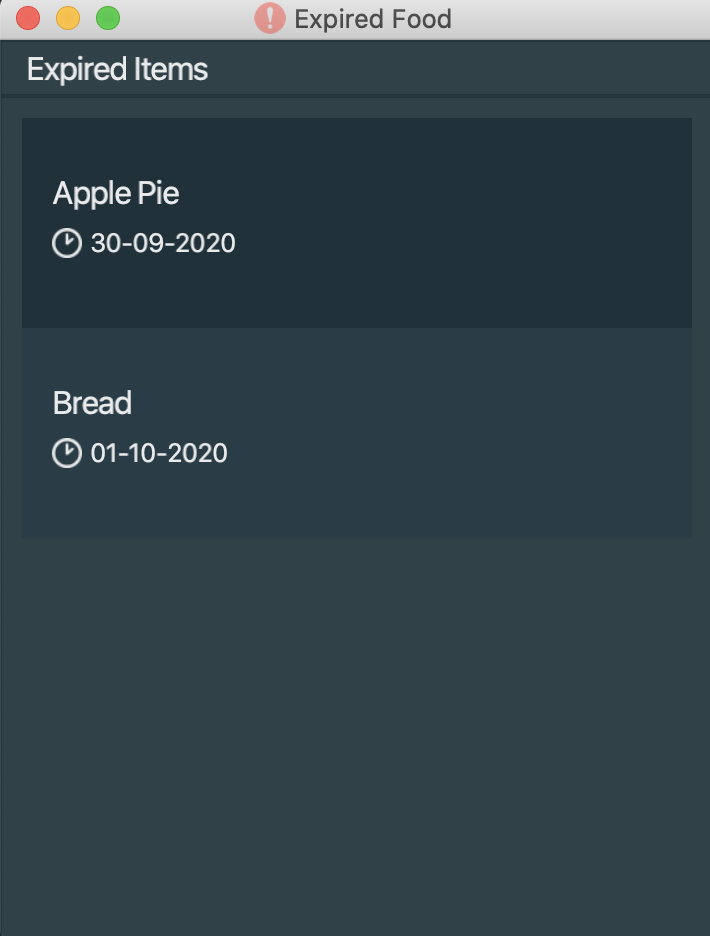 Expired Food
Expired Items
Apple Pie
30-09-2020
Bread
01-10-2020